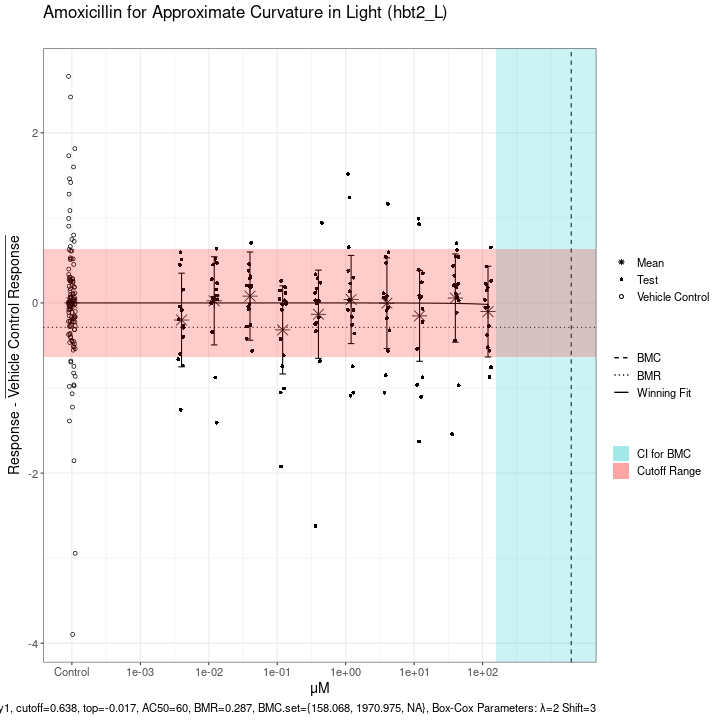 Amoxicillin for Approximate Curvature in Light (hbt2_L)
Response - Vehicle Control Response
2
0
-2
-4
Control
1e-03
1e-02
1e-01
1e+00
1e+01
1e+02
μM
Mean
Test
Vehicle Control
BMC
BMR
Winning Fit
CI for BMC
Cutoff Range
y1, cutoff=0.638, top=-0.017, AC50=60, BMR=0.287, BMC.set={158.068, 1970.975, NA}, Box-Cox Parameters: λ=2 Shift=3